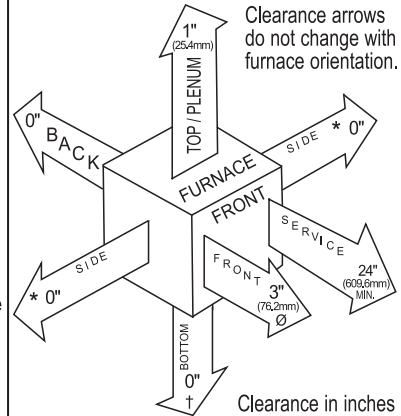 Clearance arrows
do not change with
furnace orientation.
1"
(25.4mm)
TOP / PLENUM
0"
BACK
SIDE * 0"
FURNACE
FRONT
SERVICE
24"
(609.6mm)
MIN.
SIDE
* 0"
FRONT
3"
(76.2mm)
Ø
BOTTOM
0"
†
e
Clearance in inches